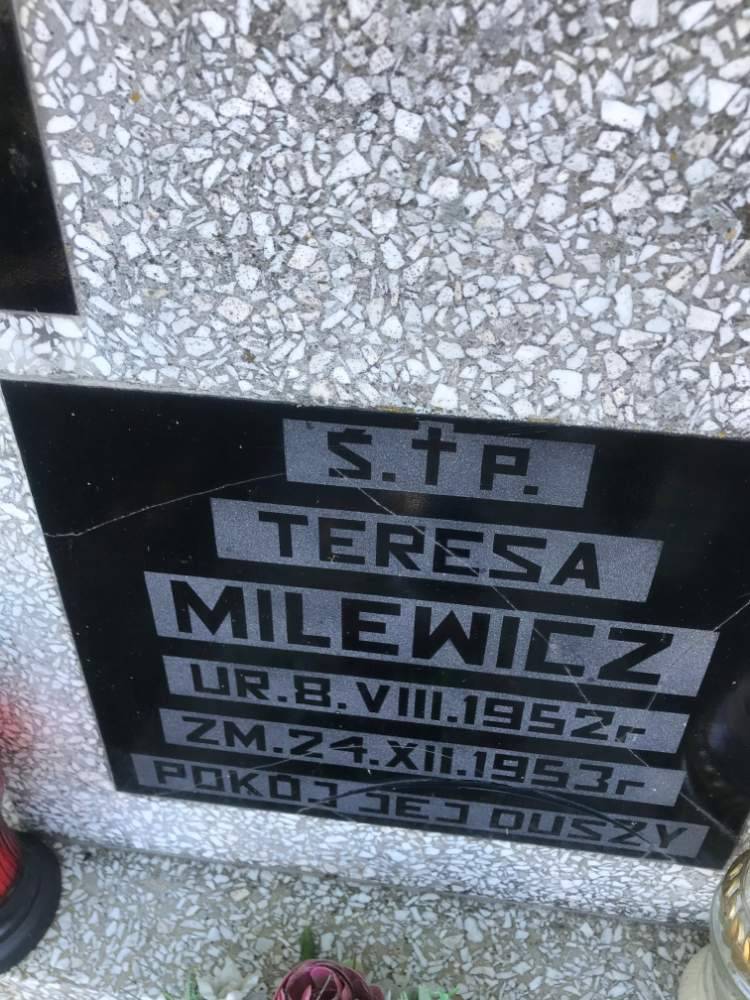 Ś.†P.
TERESA
MILEWICZ
UR.8.VIII.1952r
ZM.24.XII.1953r
POKÓJ JEJ DUSZY